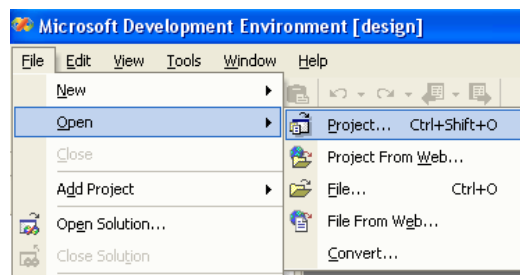 Microsoft Development Environment [design]
File Edit View Tools Window Help
New
Open
Project... Ctrl+Shift+O
Close
Project From Web...
Add Project
File... Ctrl+O
Open Solution...
File From Web...
Close Solution
Convert...